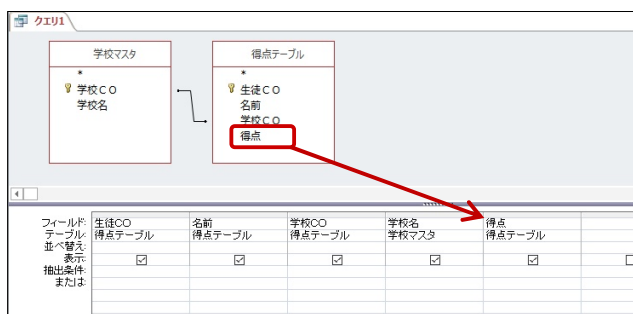 クエリ1
学校マスタ
*
学校CO
学校名
得点テーブル
*
生徒CO
名前
学校CO
得点
フィールド: 生徒CO 名前 学校CO 学校名 得点
テーブル: 得点テーブル 得点テーブル 得点テーブル 学校マスタ 得点テーブル
並べ替え:
表示:
抽出条件:
または: